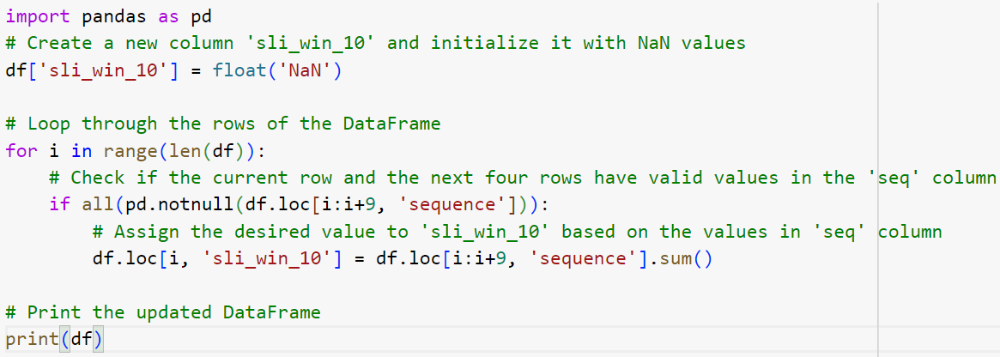 import pandas as pd
# Create a new column 'sli_win_10' and initialize it with NaN values
df['sli_win_10'] = float('NaN')

# Loop through the rows of the DataFrame
for i in range(len(df)):
    # Check if the current row and the next four rows have valid values in the 'seq' column
    if all(pd.notnull(df.loc[i:i+9, 'sequence'])):
        # Assign the desired value to 'sli_win_10' based on the values in 'seq' column
        df.loc[i, 'sli_win_10'] = df.loc[i:i+9, 'sequence'].sum()

# Print the updated DataFrame
print(df)